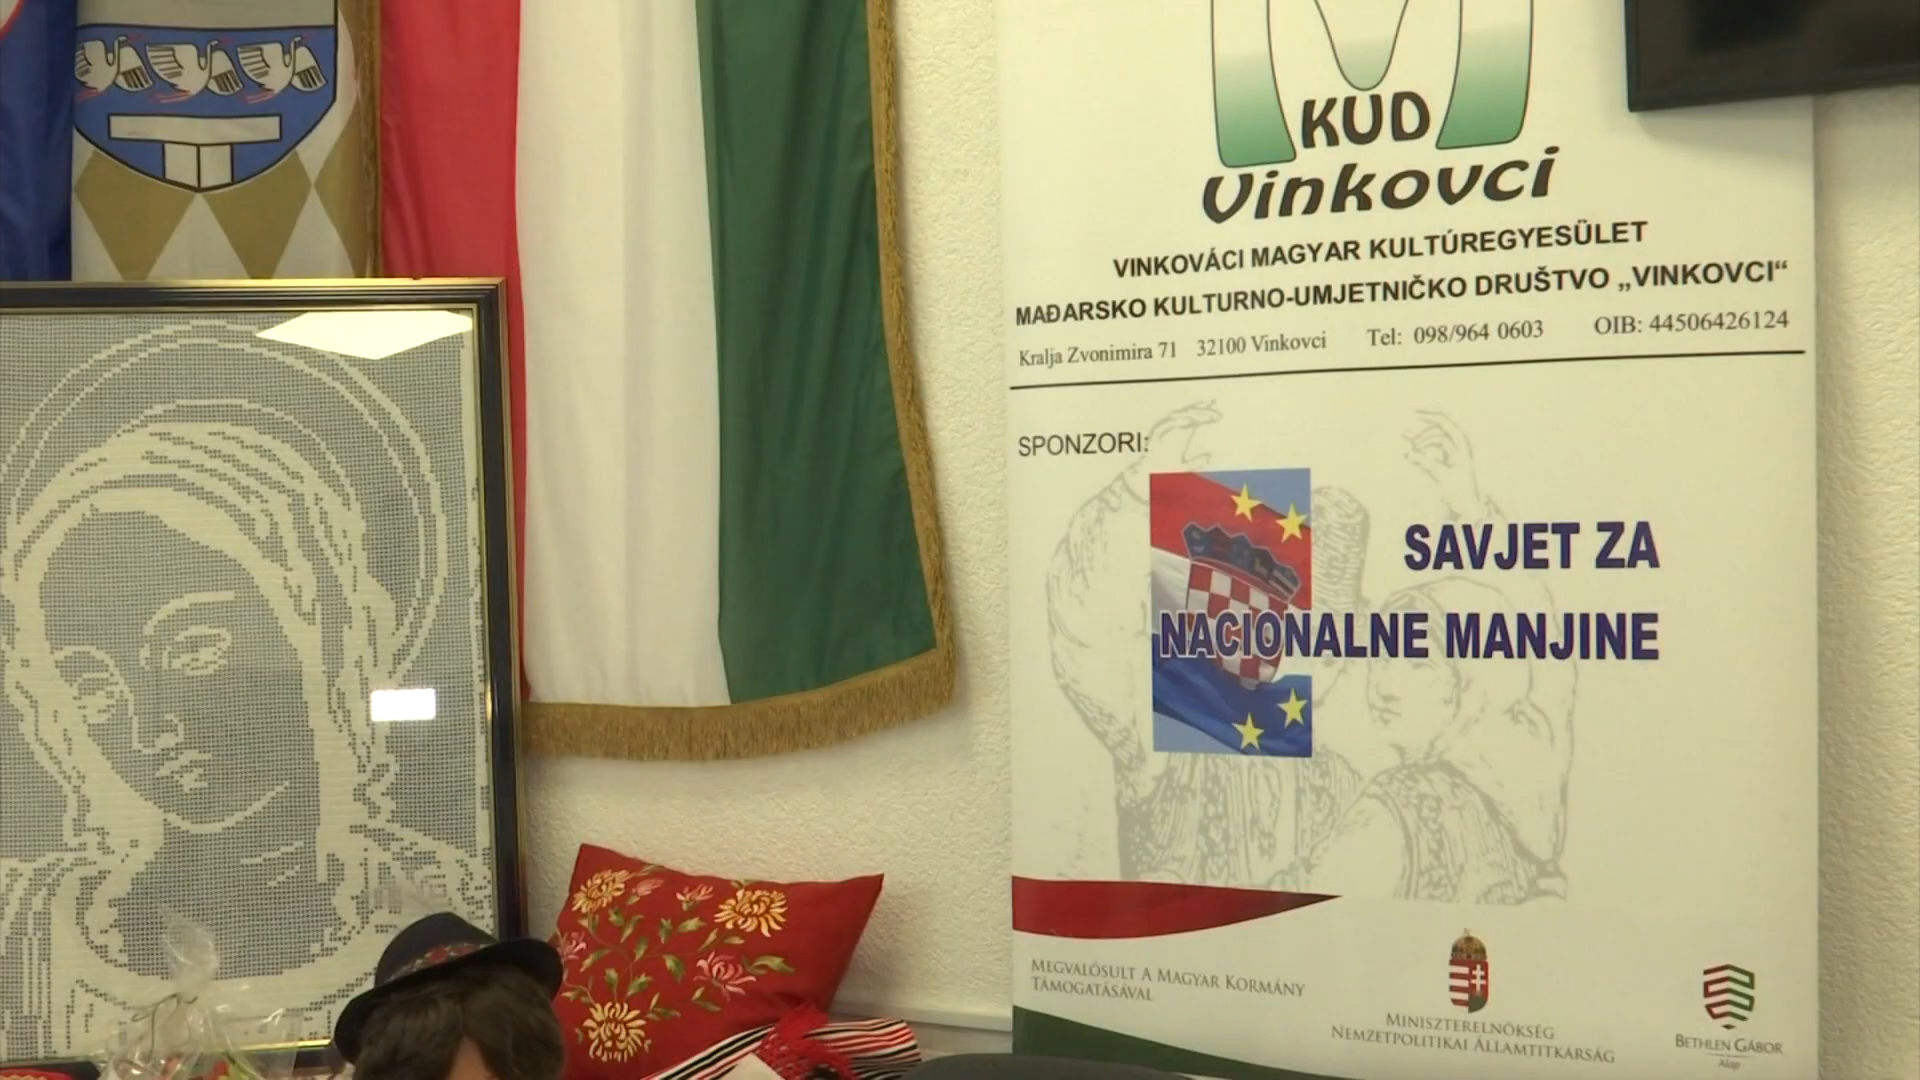 M
KUD
Vinkovci
VINKOVÁCI MAGYAR KULTÚREGYESÜLET
MAĐARSKO KULTURNO-UMJETNIČKO DRUŠTVO „VINKOVCI“
Kralja Zvonimira 71 32100 Vinkovci Tel: 098/964 0603 OIB: 44506426124
SPONZORI:
SAVJET ZA
NACIONALNE MANJINE
MEGVALÓSULT A MAGYAR KORMÁNY
TÁMOGATÁSÁVAL
MINISZTERELNÖKSÉG
NEMZETPOLITIKAI ÁLLAMTITKÁRSÁG
BETHLEN GÁBOR
Alap